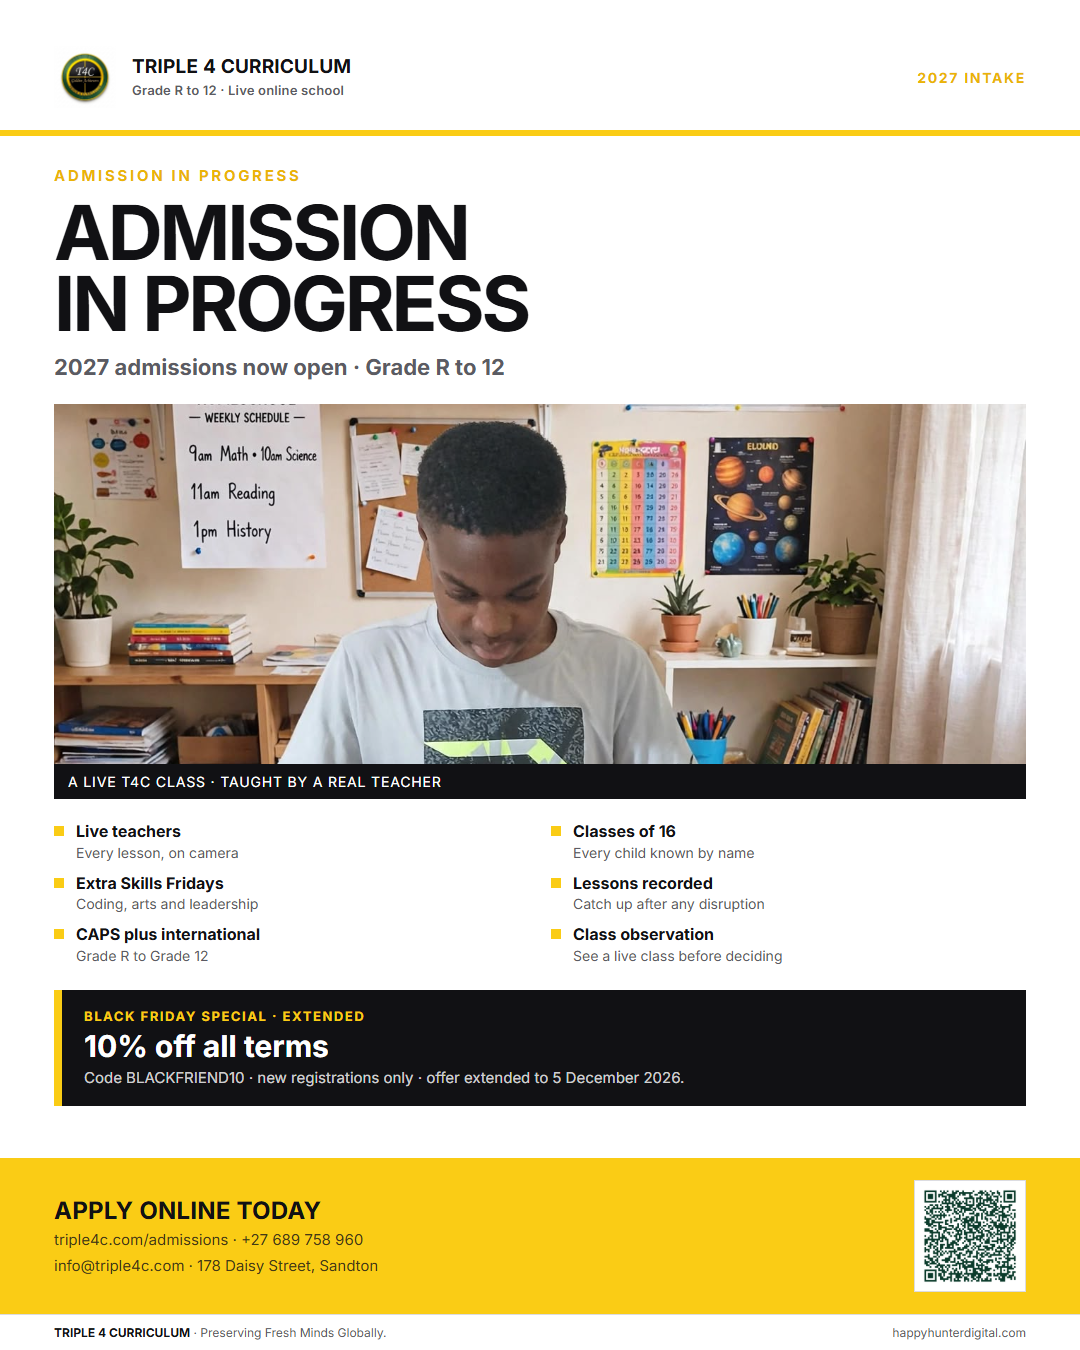 T4C
TRIPLE 4 CURRICULUM
Grade R to 12 · Live online school
2027 INTAKE
ADMISSION IN PROGRESS
ADMISSION
IN PROGRESS
2027 admissions now open · Grade R to 12
— WEEKLY SCHEDULE —
9am Math • 10am Science
11am Reading
1pm History
A LIVE T4C CLASS · TAUGHT BY A REAL TEACHER
Live teachers
Every lesson, on camera
Classes of 16
Every child known by name
Extra Skills Fridays
Coding, arts and leadership
Lessons recorded
Catch up after any disruption
CAPS plus international
Grade R to Grade 12
Class observation
See a live class before deciding
BLACK FRIDAY SPECIAL · EXTENDED
10% off all terms
Code BLACKFRIEND10 · new registrations only · offer extended to 5 December 2026.
APPLY ONLINE TODAY
triple4c.com/admissions · +27 689 758 960
info@triple4c.com · 178 Daisy Street, Sandton
TRIPLE 4 CURRICULUM · Preserving Fresh Minds Globally.
happyhunterdigital.com